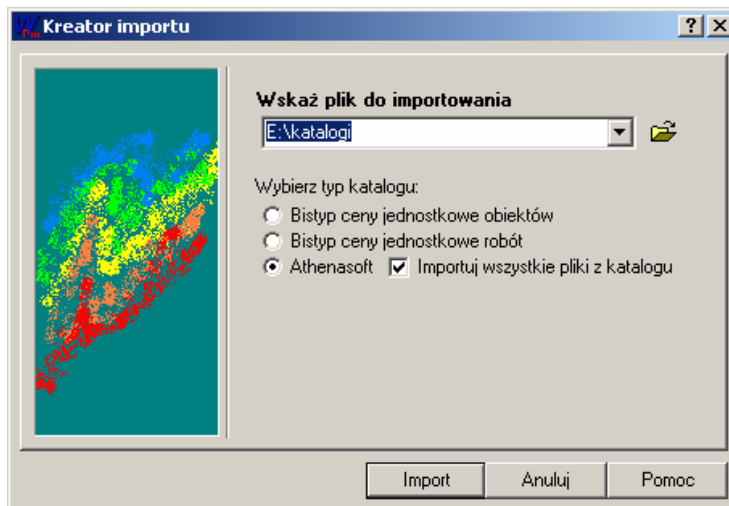 Kreator importu
Wskaż plik do importowania
E:\katalogi
Wybierz typ katalogu:
Bistyp ceny jednostkowe obiektów
Bistyp ceny jednostkowe robót
Athenasoft Importuj wszystkie pliki z katalogu
Import Anuluj Pomoc